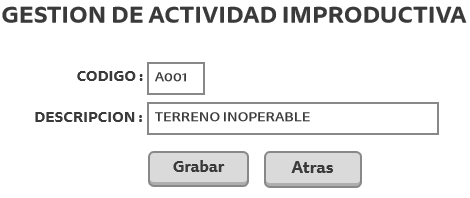 GESTION DE ACTIVIDAD IMPRODUCTIVA
CODIGO : A001
DESCRIPCION : TERRENO INOPERABLE
Grabar Atras